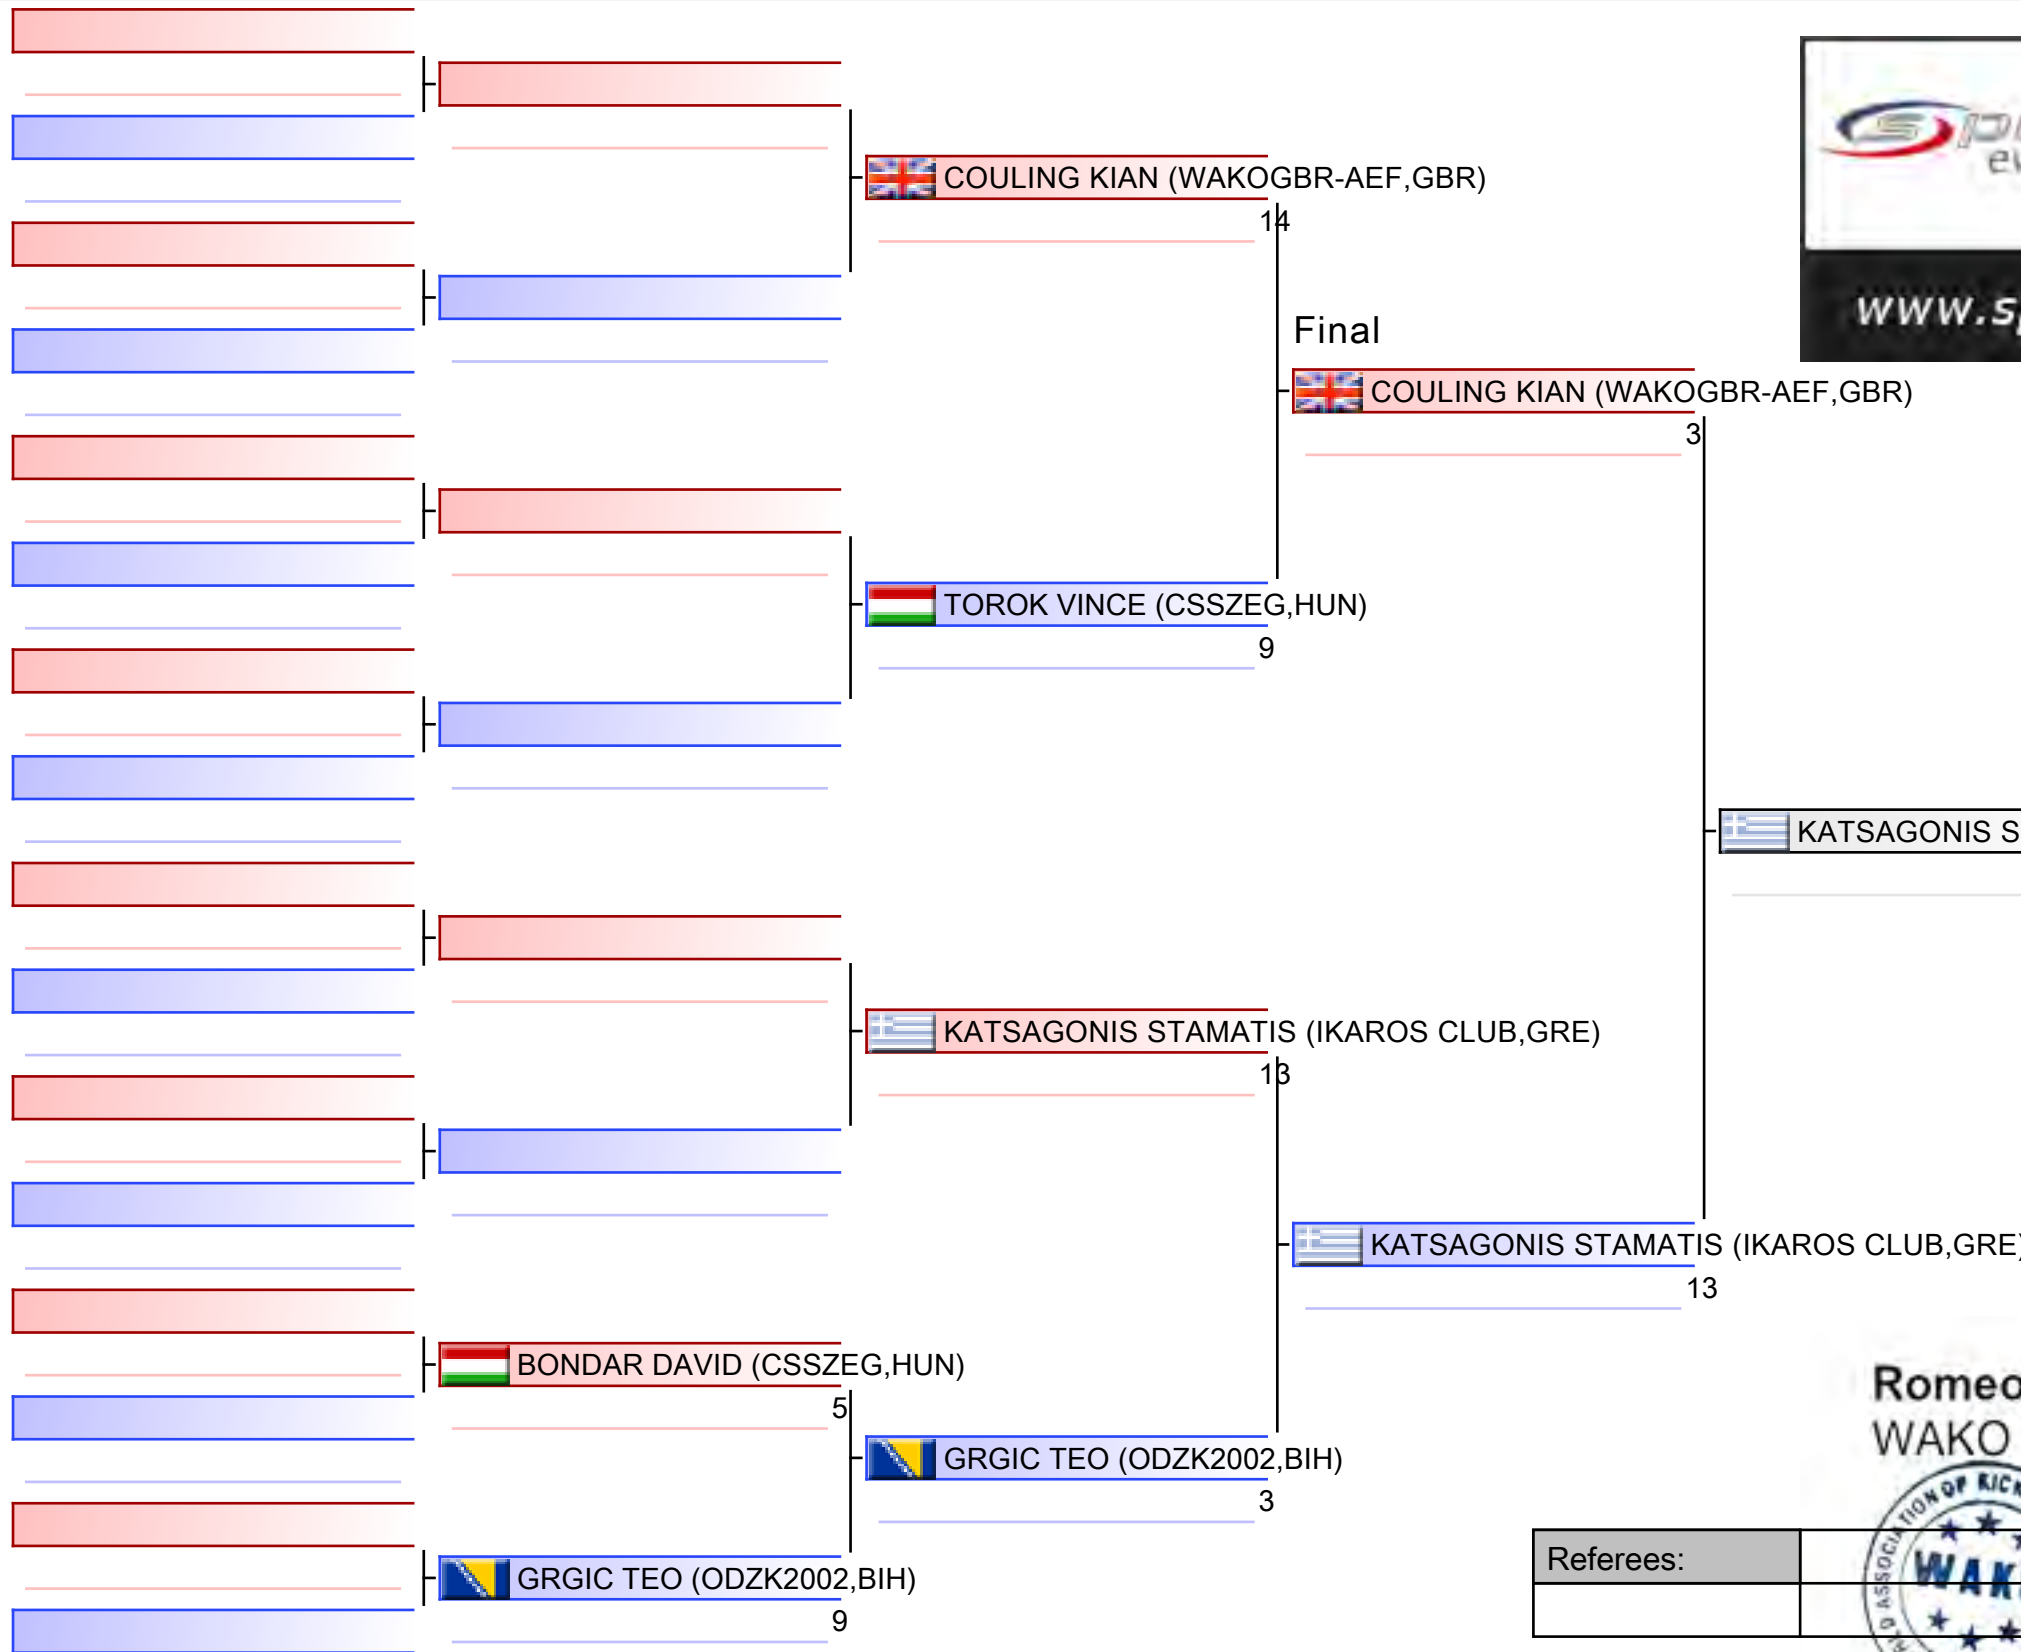 COULING KIAN (WAKOGBR-AEF,GBR)
14
www.s
Final
COULING KIAN (WAKOGBR-AEF,GBR)
3
TOROK VINCE (CSSZEG,HUN)
9
KATSAGONIS S
KATSAGONIS STAMATIS (IKAROS CLUB,GRE)
13
KATSAGONIS STAMATIS (IKAROS CLUB,GRE)
13
BONDAR DAVID (CSSZEG,HUN)
5
Romeo
WAKO
GRGIC TEO (ODZK2002,BIH)
3
Referees:
GRGIC TEO (ODZK2002,BIH)
9